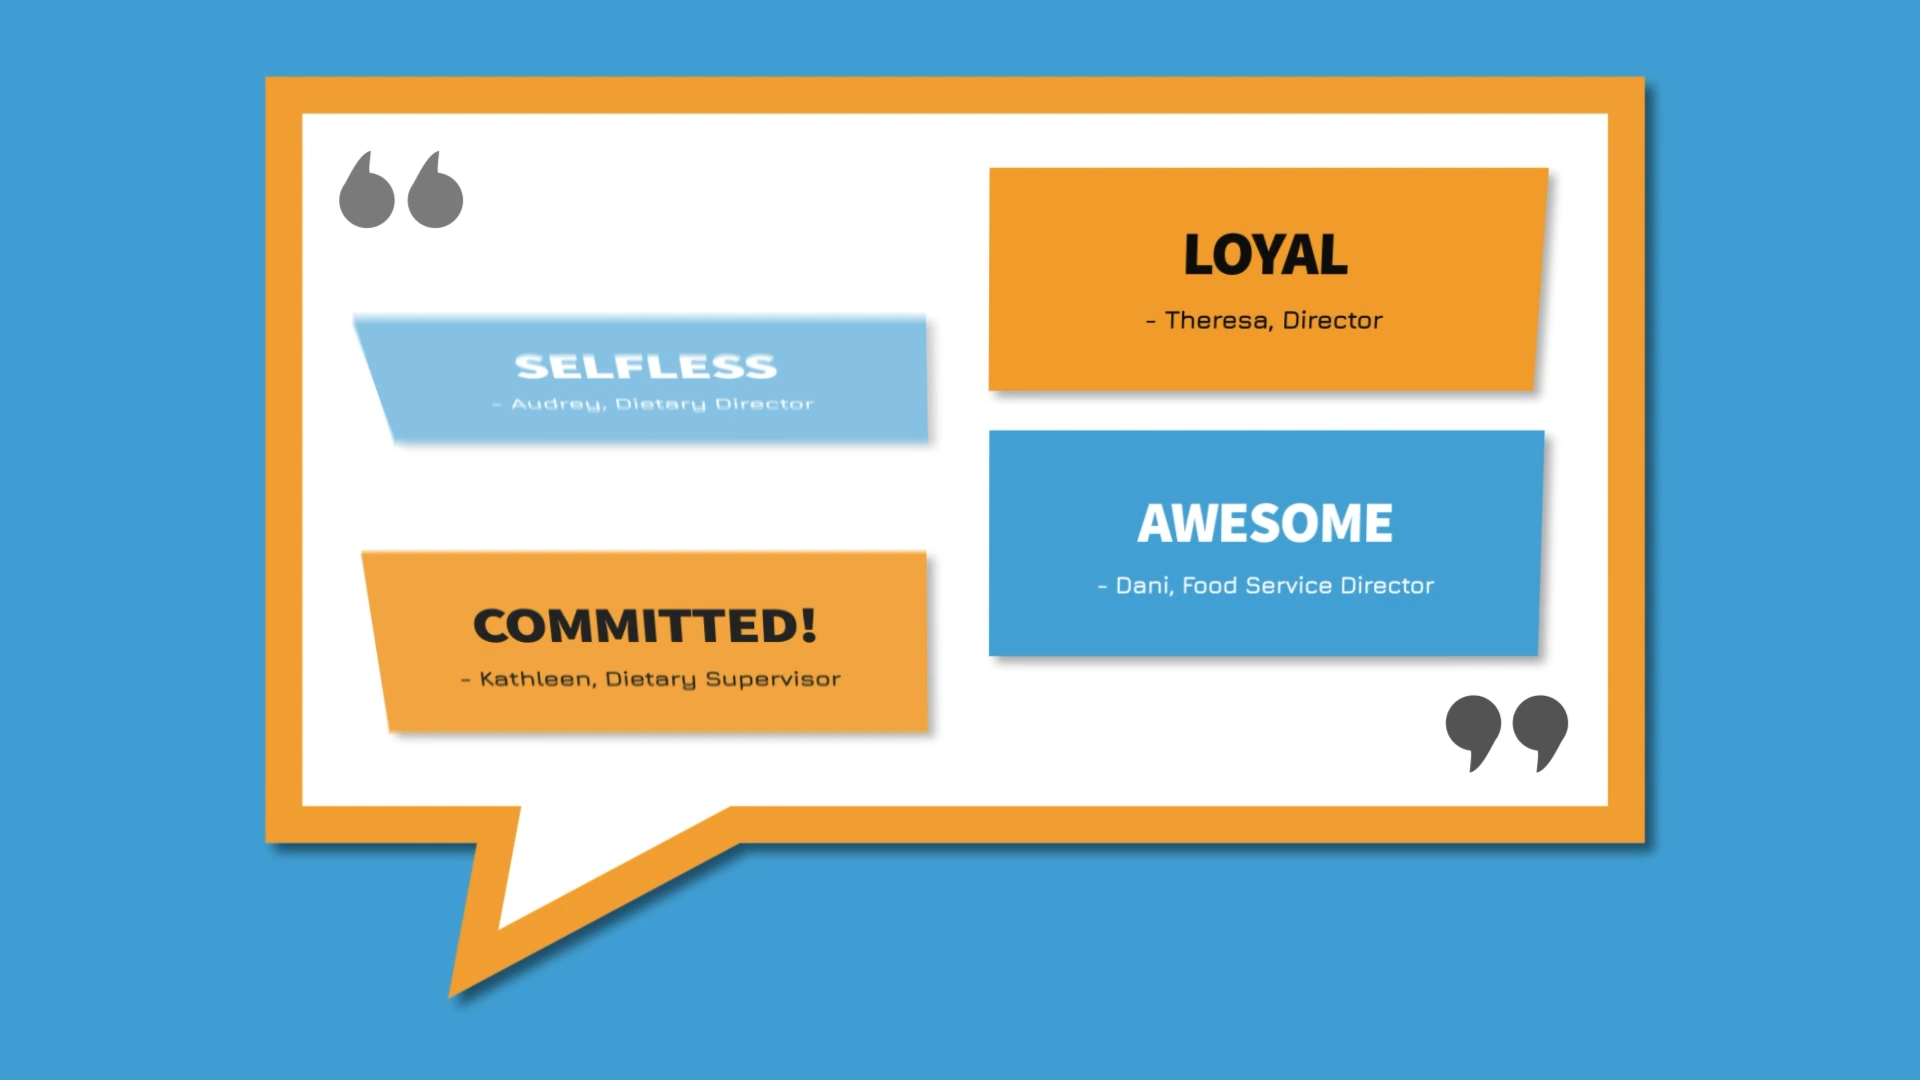 SELFLESS
- Audrey, Dietary Director
COMMITTED!
- Kathleen, Dietary Supervisor
LOYAL
- Theresa, Director
AWESOME
- Dani, Food Service Director